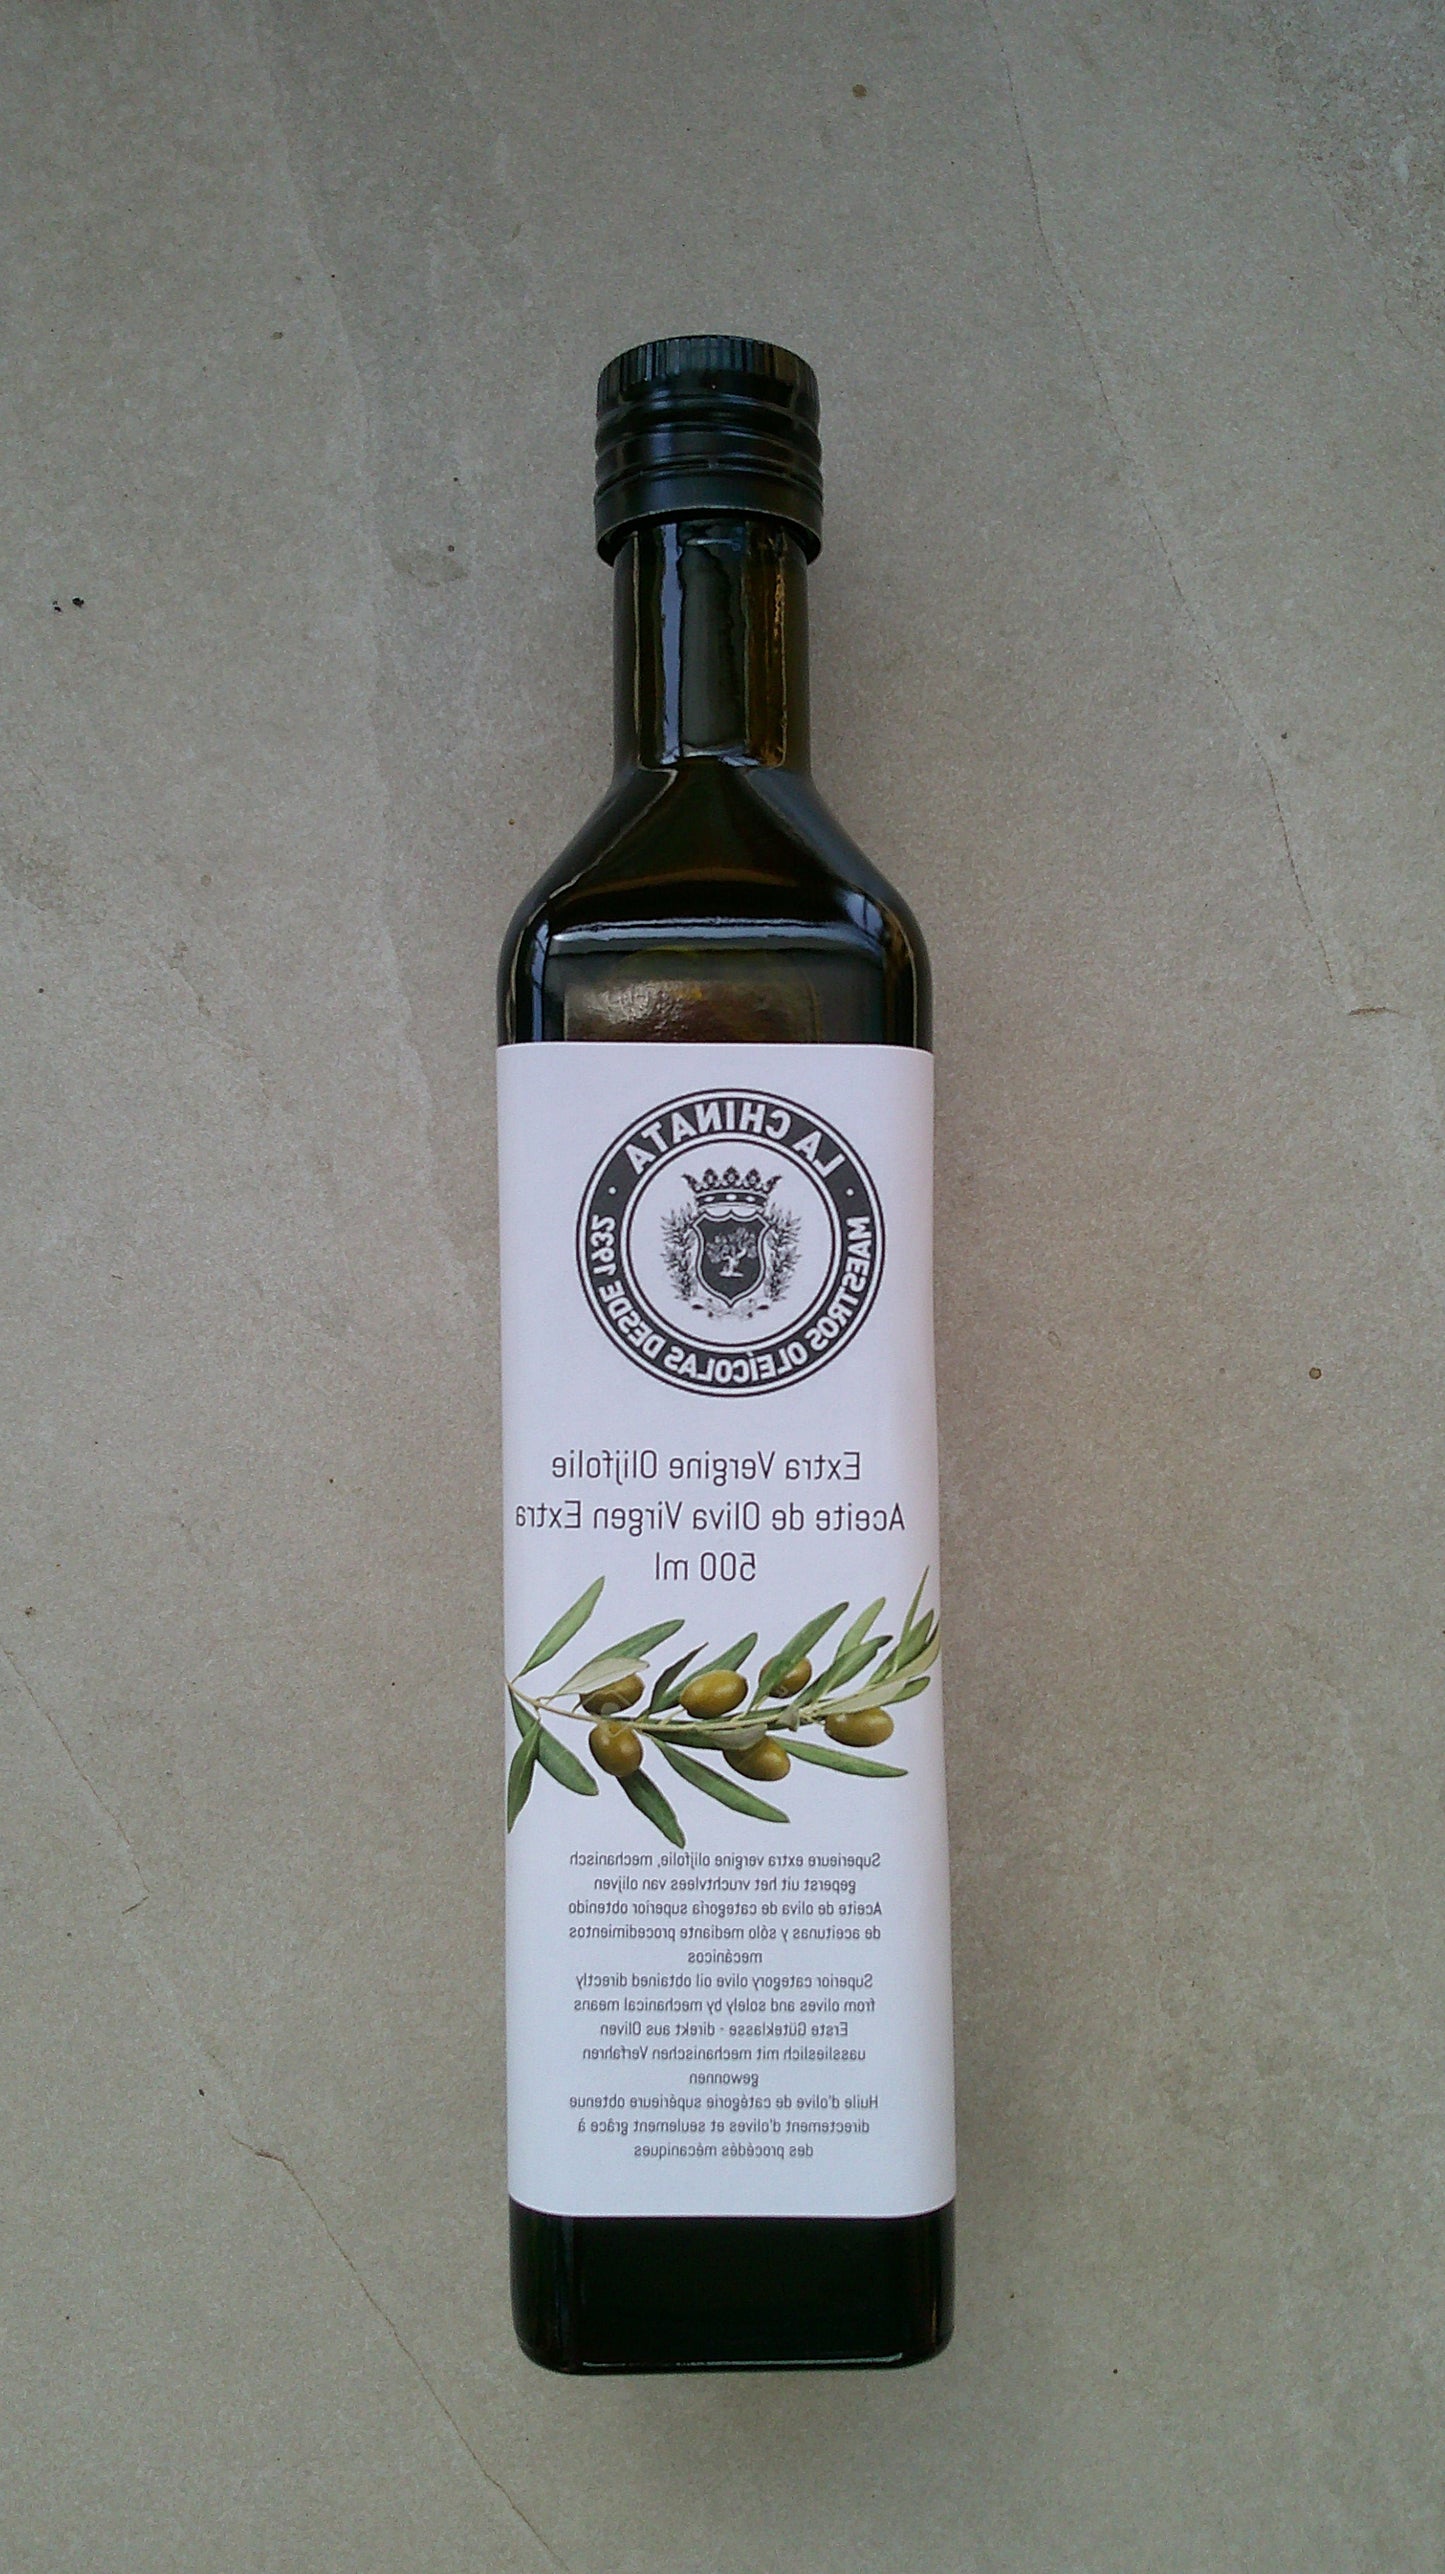 LA CHINATA
MAESTROS OLEÍCOLAS DESDE 1932
Extra Vergine Olijfolie
Aceite de Oliva Virgen Extra
500 ml
Superieure extra vergine olijfolie, mechanisch
geperst uit het vruchtvlees van olijven
Aceite de oliva de categoría superior obtenido
de aceitunas y sólo mediante procedimientos
mecánicos
Superior category olive oil obtained directly
from olives and solely by mechanical means
Erste Güteklasse - direkt aus Oliven
uasslieslich mit mechanischen Verfahren
gewonnen
Huile d'olive de catégorie supérieure obtenue
directement d'olives et seulement grâce à
des procédés mécaniques